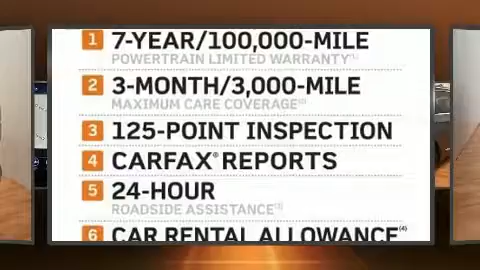 1 7-YEAR/100,000-MILE
POWERTRAIN LIMITED WARRANTY(1)
2 3-MONTH/3,000-MILE
MAXIMUM CARE COVERAGE(2)
3 125-POINT INSPECTION
4 CARFAX® REPORTS
5 24-HOUR
ROADSIDE ASSISTANCE(3)
6 CAR RENTAL ALLOWANCE(4)